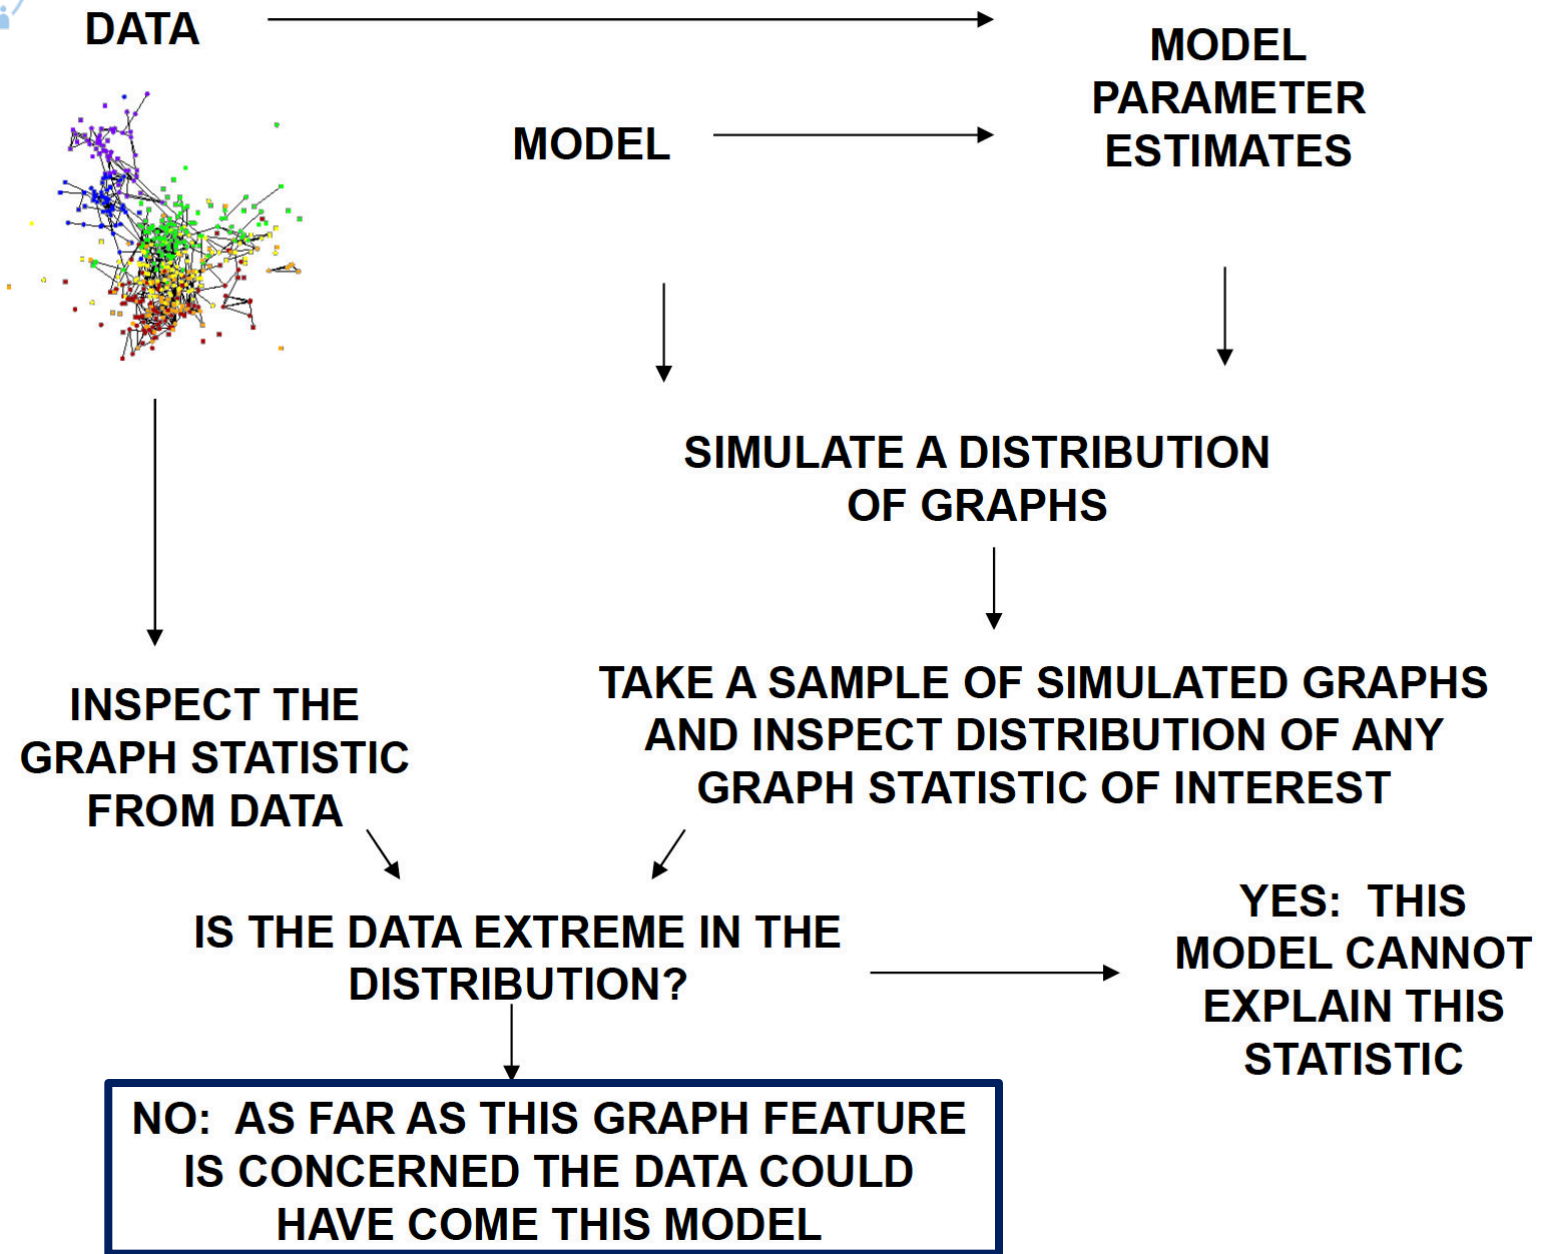 DATA
MODEL
PARAMETER
ESTIMATES
MODEL
SIMULATE A DISTRIBUTION
OF GRAPHS
INSPECT THE
GRAPH STATISTIC
FROM DATA
TAKE A SAMPLE OF SIMULATED GRAPHS
AND INSPECT DISTRIBUTION OF ANY
GRAPH STATISTIC OF INTEREST
IS THE DATA EXTREME IN THE
DISTRIBUTION?
YES:  THIS
MODEL CANNOT
EXPLAIN THIS
STATISTIC
NO:  AS FAR AS THIS GRAPH FEATURE
IS CONCERNED THE DATA COULD
HAVE COME THIS MODEL